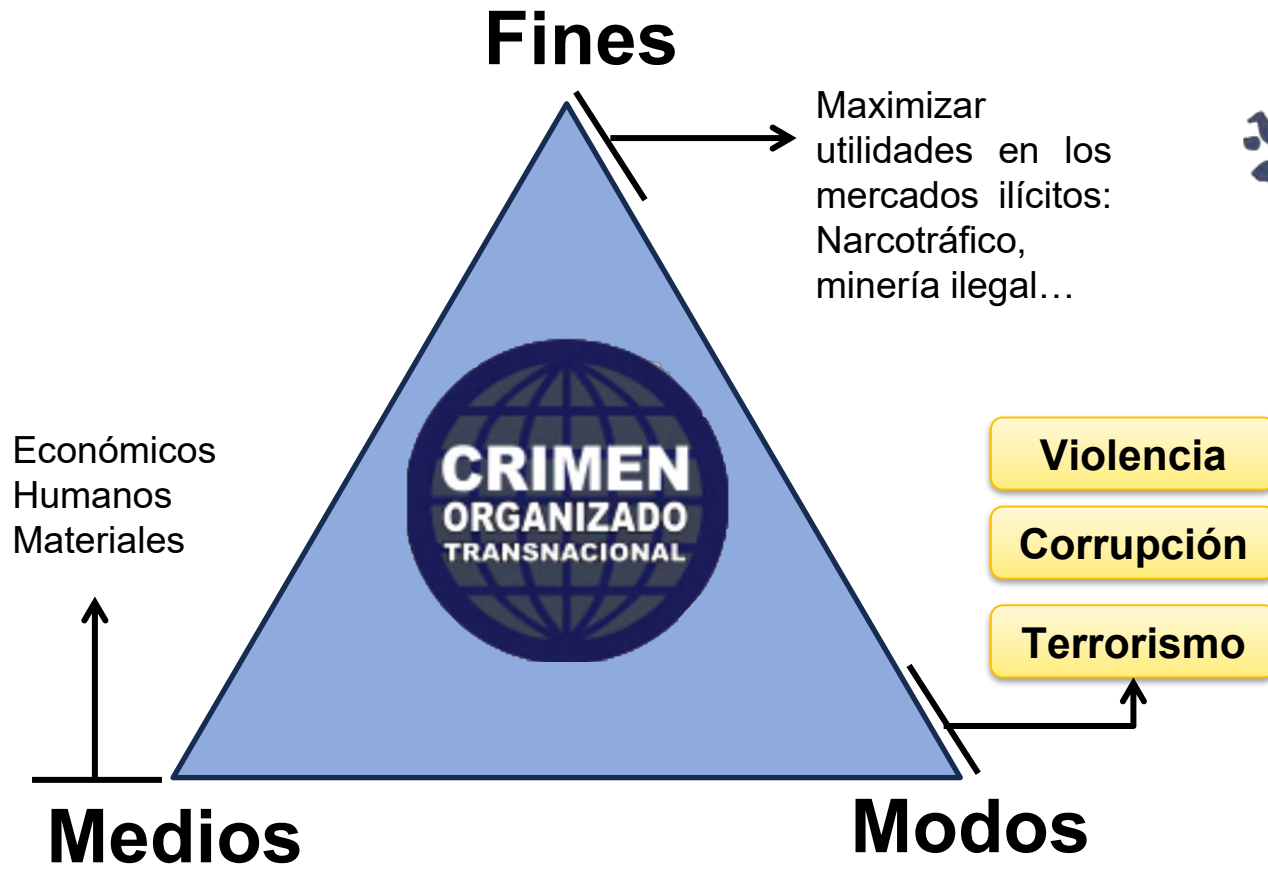 Fines
Maximizar
utilidades en los
mercados ilícitos:
Narcotráfico,
minería ilegal…
Económicos
Humanos
Materiales
CRIMEN
ORGANIZADO
TRANSNACIONAL
Violencia
Corrupción
Terrorismo
Medios
Modos